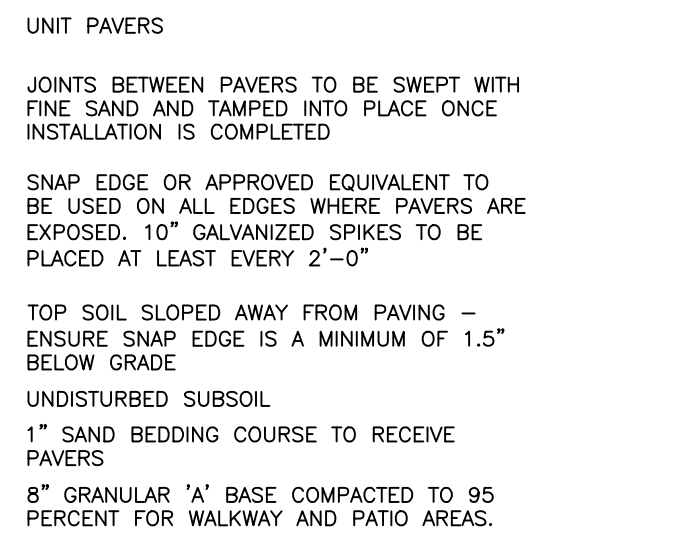 UNIT PAVERS
JOINTS BETWEEN PAVERS TO BE SWEPT WITH
FINE SAND AND TAMPED INTO PLACE ONCE
INSTALLATION IS COMPLETED
SNAP EDGE OR APPROVED EQUIVALENT TO
BE USED ON ALL EDGES WHERE PAVERS ARE
EXPOSED. 10” GALVANIZED SPIKES TO BE
PLACED AT LEAST EVERY 2’–0”
TOP SOIL SLOPED AWAY FROM PAVING –
ENSURE SNAP EDGE IS A MINIMUM OF 1.5”
BELOW GRADE
UNDISTURBED SUBSOIL
1” SAND BEDDING COURSE TO RECEIVE
PAVERS
8” GRANULAR 'A' BASE COMPACTED TO 95
PERCENT FOR WALKWAY AND PATIO AREAS.